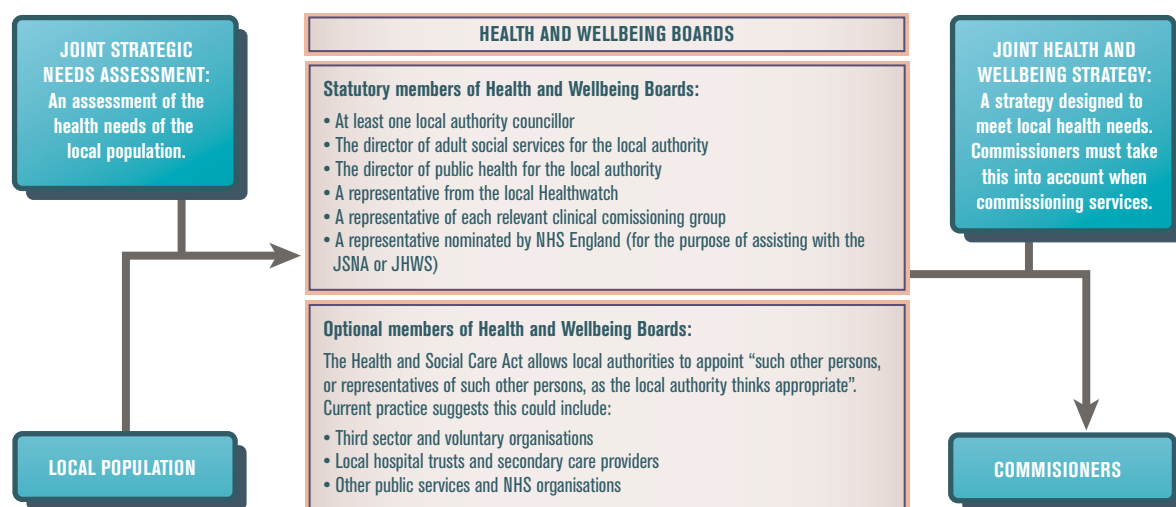 JOINT STRATEGIC
NEEDS ASSESSMENT:
An assessment of the
health needs of the
local population.
LOCAL POPULATION
HEALTH AND WELLBEING BOARDS
Statutory members of Health and Wellbeing Boards:
• At least one local authority councillor
• The director of adult social services for the local authority
• The director of public health for the local authority
• A representative from the local Healthwatch
• A representative of each relevant clinical comissioning group
• A representative nominated by NHS England (for the purpose of assisting with the
JSNA or JHWS)
Optional members of Health and Wellbeing Boards:
The Health and Social Care Act allows local authorities to appoint “such other persons,
or representatives of such other persons, as the local authority thinks appropriate”.
Current practice suggests this could include:
• Third sector and voluntary organisations
• Local hospital trusts and secondary care providers
• Other public services and NHS organisations
JOINT HEALTH AND
WELLBEING STRATEGY:
A strategy designed to
meet local health needs.
Commissioners must take
this into account when
commissioning services.
COMMISIONERS